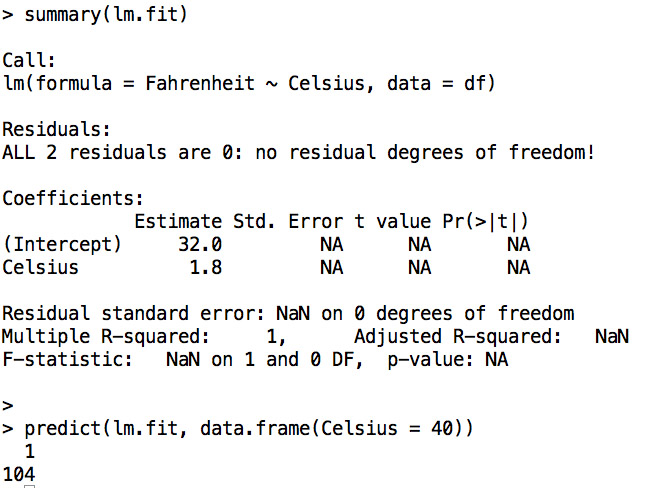 > summary(lm.fit)
Call:
lm(formula = Fahrenheit ~ Celsius, data = df)
Residuals:
ALL 2 residuals are 0: no residual degrees of freedom!
Coefficients:
            Estimate Std. Error t value Pr(>|t|)
(Intercept)     32.0         NA      NA       NA
Celsius          1.8         NA      NA       NA
Residual standard error: NaN on 0 degrees of freedom
Multiple R-squared:      1,	Adjusted R-squared:    NaN
F-statistic:   NaN on 1 and 0 DF,  p-value: NA
>
> predict(lm.fit, data.frame(Celsius = 40))
  1
104